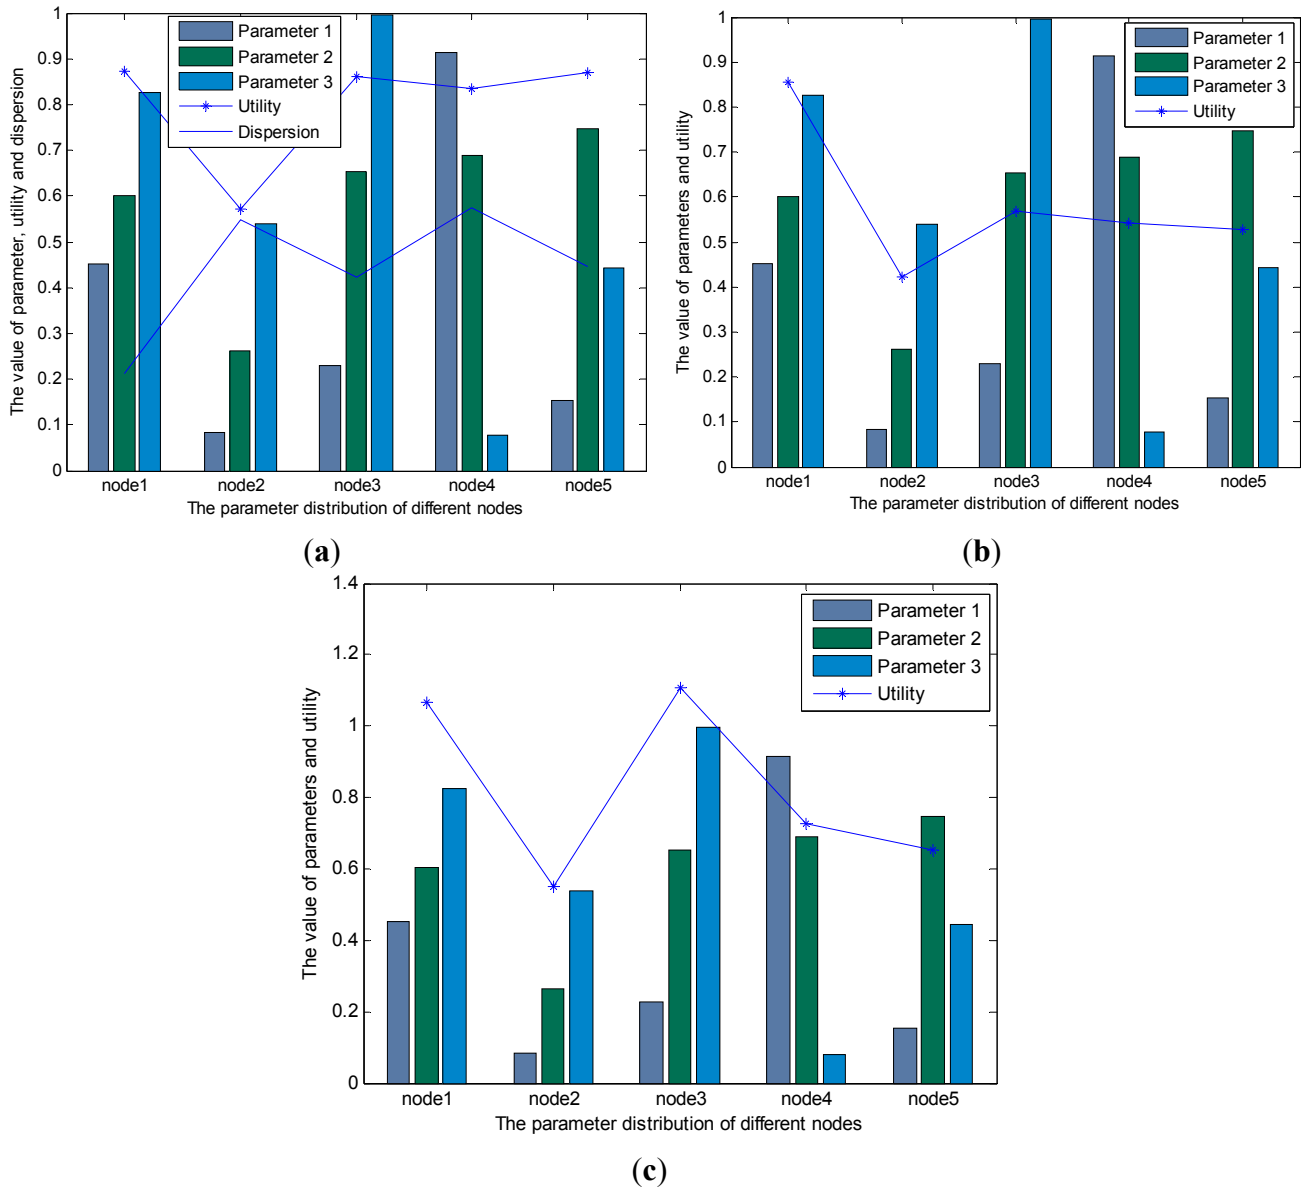 The value of parameter, utility and dispersion
1
0.9
0.8
0.7
0.6
0.5
0.4
0.3
0.2
0.1
0
Parameter 1
Parameter 2
Parameter 3
Utility
Dispersion
node1 node2 node3 node4 node5
The parameter distribution of different nodes
(a)
The value of parameters and utility
1
0.9
0.8
0.7
0.6
0.5
0.4
0.3
0.2
0.1
0
Parameter 1
Parameter 2
Parameter 3
Utility
node1 node2 node3 node4 node5
The parameter distribution of different nodes
(b)
The value of parameters and utility
1.4
1.2
1
0.8
0.6
0.4
0.2
0
Parameter 1
Parameter 2
Parameter 3
Utility
node1 node2 node3 node4 node5
The parameter distribution of different nodes
(c)